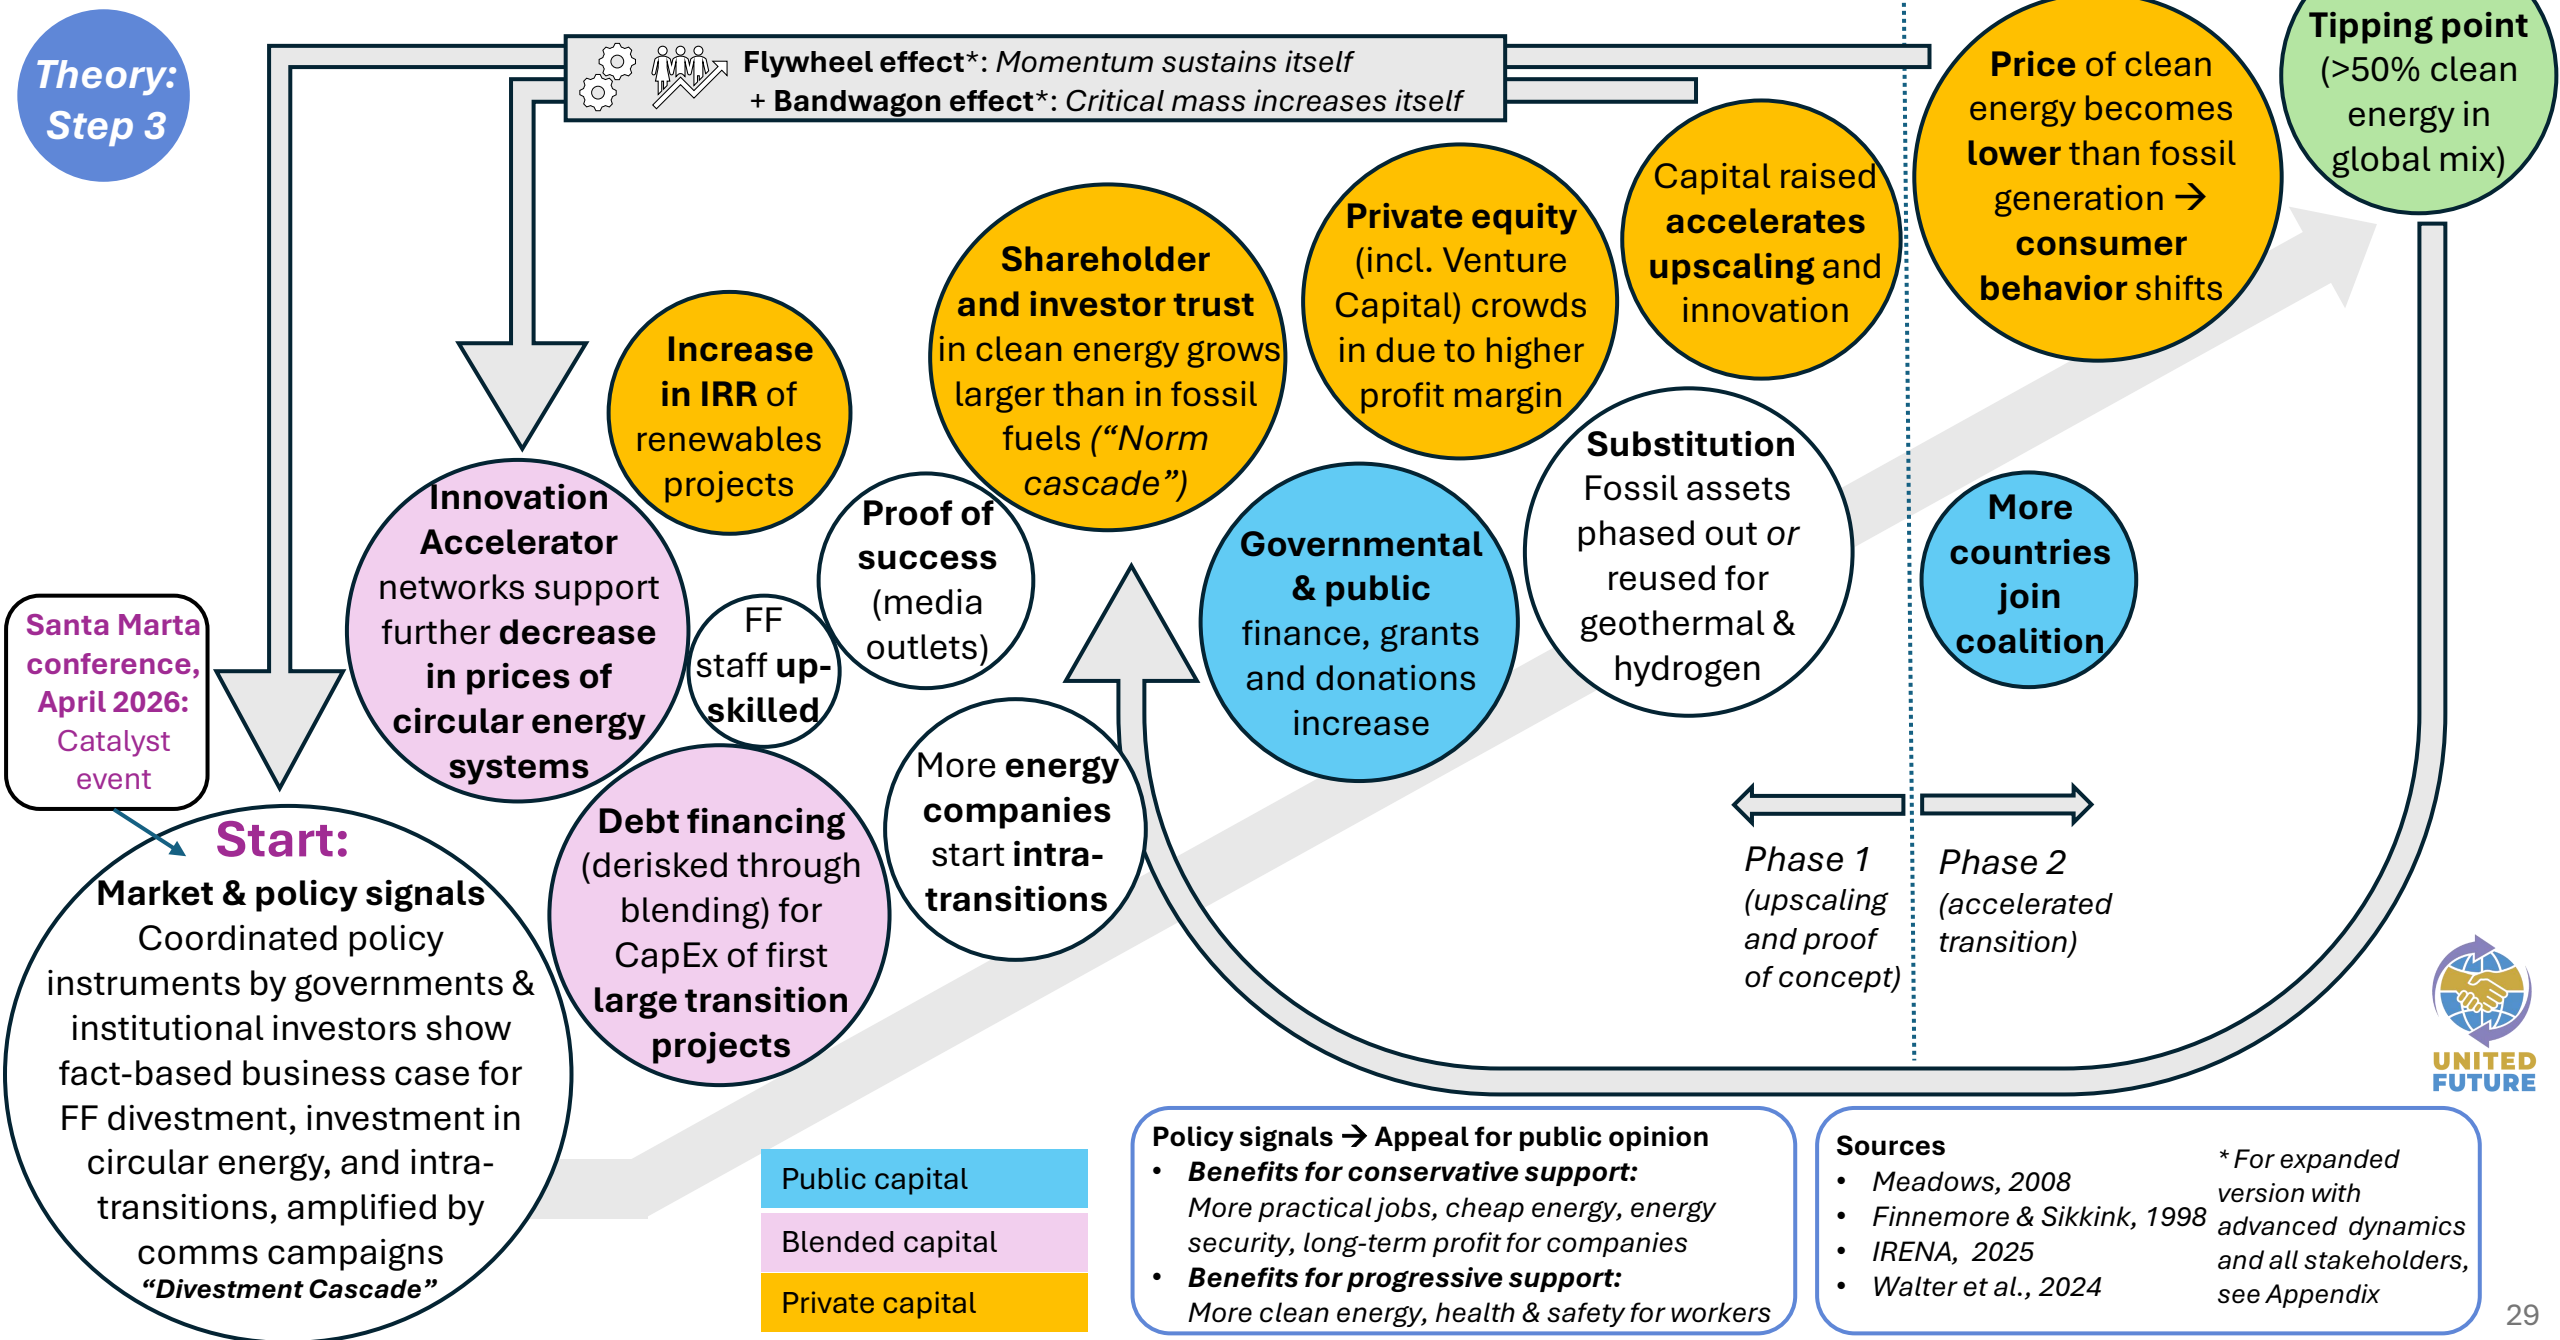 Theory:
Step 3
Flywheel effect*: Momentum sustains itself
+ Bandwagon effect*: Critical mass increases itself
Tipping point
(>50% clean
energy in
global mix)
Price of clean
energy becomes
lower than fossil
generation →
consumer
behavior shifts
Capital raised
accelerates
upscaling and
innovation
Private equity
(incl. Venture
Capital) crowds
in due to higher
profit margin
Shareholder
and investor trust
in clean energy grows
larger than in fossil
fuels (“Norm
cascade”)
Increase
in IRR of
renewables
projects
Innovation
Accelerator
networks support
further decrease
in prices of
circular energy
systems
Proof of
success
(media
outlets)
FF
staff up-
skilled
Governmental
& public
finance, grants
and donations
increase
Substitution
Fossil assets
phased out or
reused for
geothermal &
hydrogen
More
countries
join
coalition
Santa Marta
conference,
April 2026:
Catalyst
event
Start:
Market & policy signals
Coordinated policy
instruments by governments &
institutional investors show
fact-based business case for
FF divestment, investment in
circular energy, and intra-
transitions, amplified by
comms campaigns
“Divestment Cascade”
Debt financing
(derisked through
blending) for
CapEx of first
large transition
projects
More energy
companies
start intra-
transitions
Phase 1
(upscaling
and proof
of concept)
Phase 2
(accelerated
transition)
UNITED
FUTURE
Public capital
Blended capital
Private capital
Policy signals → Appeal for public opinion
• Benefits for conservative support:
More practical jobs, cheap energy, energy
security, long-term profit for companies
• Benefits for progressive support:
More clean energy, health & safety for workers
Sources
• Meadows, 2008
• Finnemore & Sikkink, 1998
• IRENA, 2025
• Walter et al., 2024
* For expanded
version with
advanced dynamics
and all stakeholders,
see Appendix
29